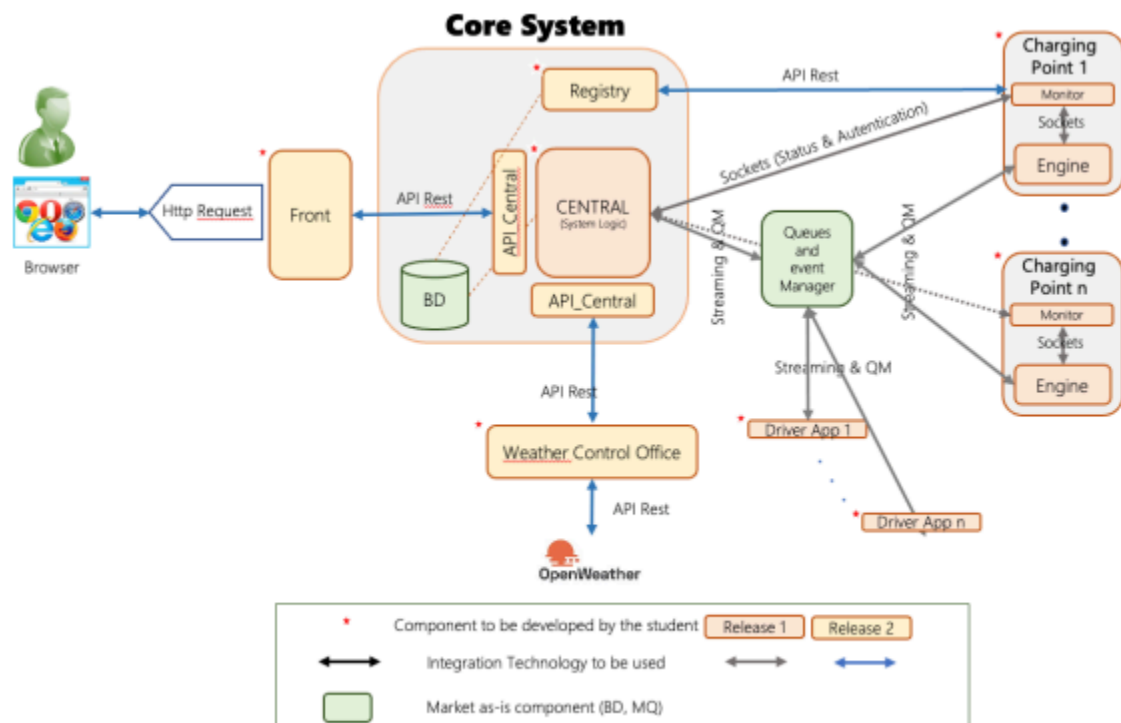 Core System
Browser
Http Request
*
Front
API Rest
*
Registry
*
API_Central
CENTRAL
(System Logic)
BD
API_Central
API Rest
Sockets (Status & Autentication)
Streaming & QM
Queues
and
event
Manager
Streaming & QM
Streaming & QM
*
Charging
Point 1
Monitor
Sockets
Engine
*
Charging
Point n
Monitor
Sockets
Engine
API Rest
*
Weather Control Office
API Rest
OpenWeather
*
Driver App 1
*
Driver App n
* Component to be developed by the student
Release 1
Release 2
Integration Technology to be used
Market as-is component (BD, MQ)